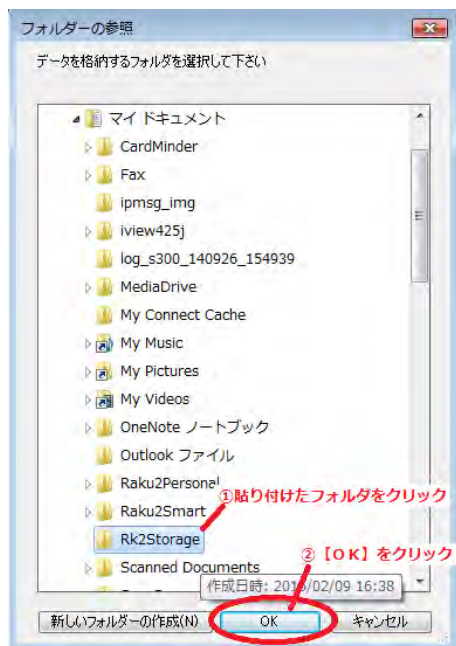 フォルダーの参照
データを格納するフォルダを選択して下さい
マイ ドキュメント
CardMinder
Fax
ipmsg_img
iview425j
log_s300_140926_154939
MediaDrive
My Connect Cache
My Music
My Pictures
My Videos
OneNote ノートブック
Outlook ファイル
Raku2Personal
①貼り付けたフォルダをクリック
Raku2Smart
Rk2Storage
②【ＯＫ】をクリック
Scanned Documents
作成日時: 2015/02/09 16:38
新しいフォルダーの作成(N)
OK
キャンセル